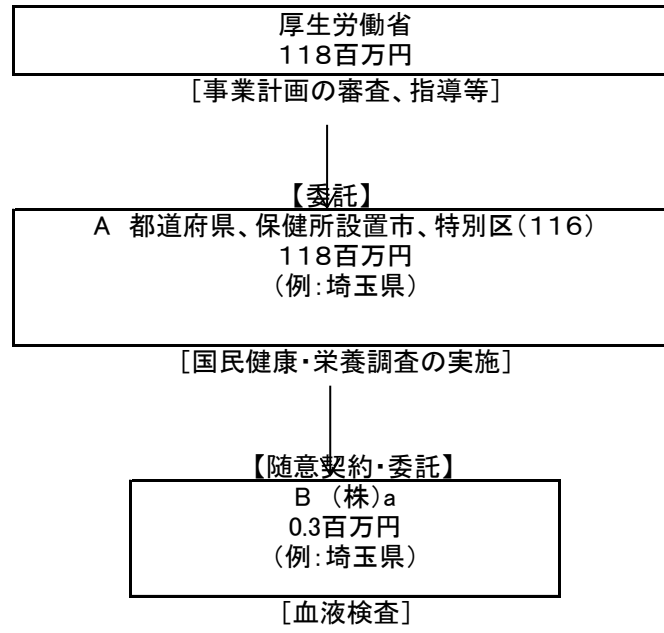 厚生労働省
118百万円
[事業計画の審査、指導等]
【委託】
A　都道府県、保健所設置市、特別区(116)
118百万円
(例:埼玉県)
[国民健康・栄養調査の実施]
【随意契約・委託】
B　(株)a
0.3百万円
(例:埼玉県)
[血液検査]